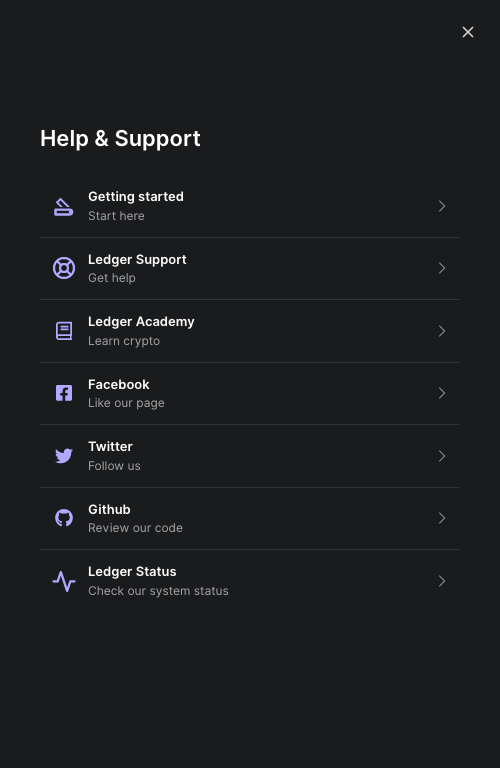 Help & Support
Getting started
Start here
Ledger Support
Get help
Ledger Academy
Learn crypto
Facebook
Like our page
Twitter
Follow us
Github
Review our code
Ledger Status
Check our system status